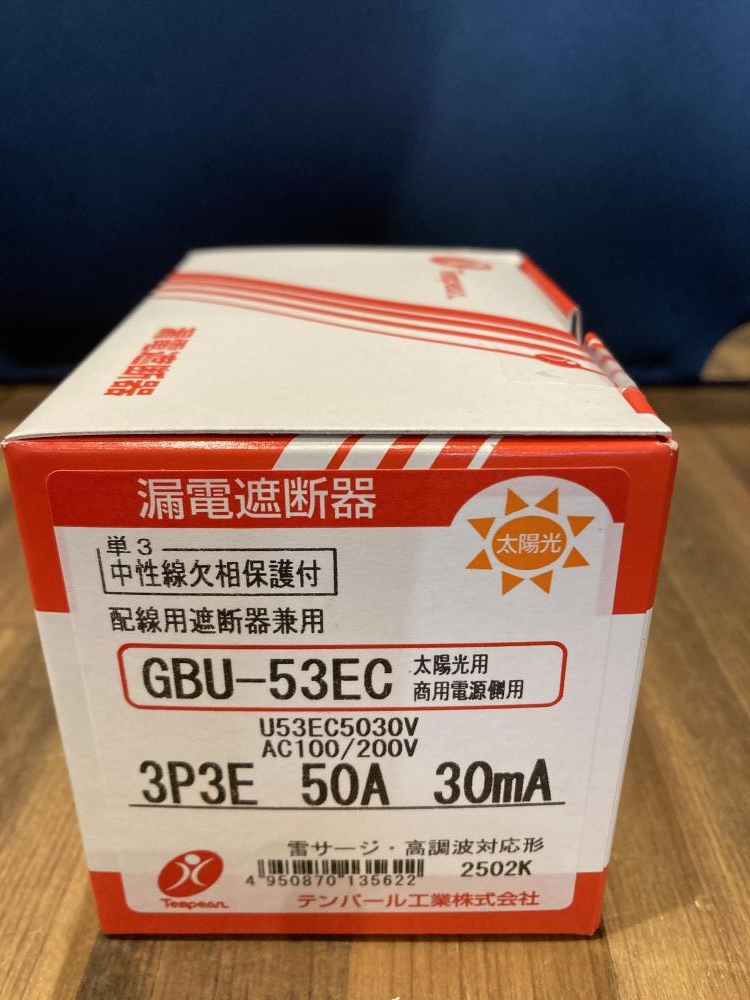 漏電遮断器
漏電遮断器
太陽光
単3
中性線欠相保護付
配線用遮断器兼用
GBU-53EC 太陽光用
商用電源側用
U53EC5030V
AC100/200V
3P3E 50A 30mA
雷サージ・高調波対応形
4 950870 135622 2502K
Tempearl テンパール工業株式会社